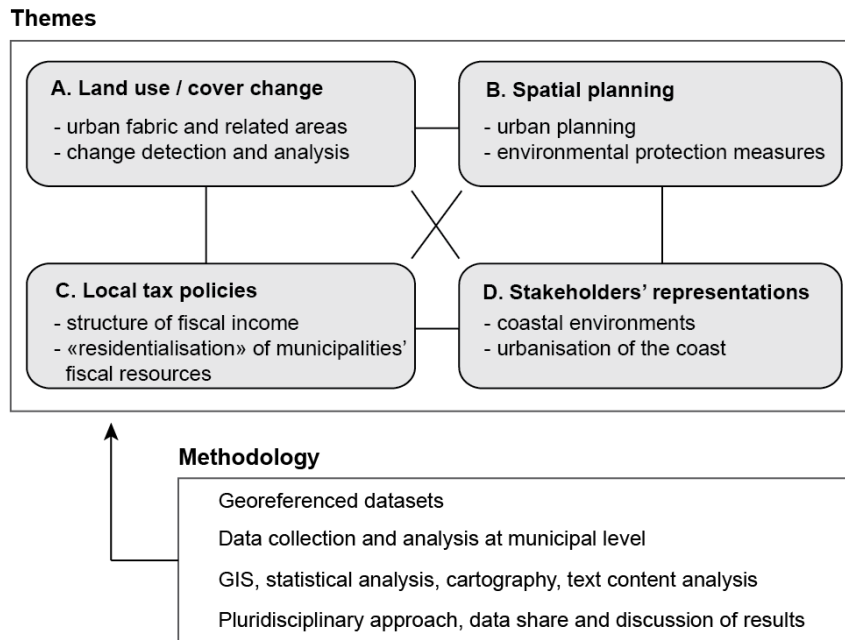 Themes
A. Land use / cover change
- urban fabric and related areas
- change detection and analysis
B. Spatial planning
- urban planning
- environmental protection measures
C. Local tax policies
- structure of fiscal income
- «residentialisation» of municipalities’
fiscal resources
D. Stakeholders’ representations
- coastal environments
- urbanisation of the coast
Methodology
Georeferenced datasets
Data collection and analysis at municipal level
GIS, statistical analysis, cartography, text content analysis
Pluridisciplinary approach, data share and discussion of results